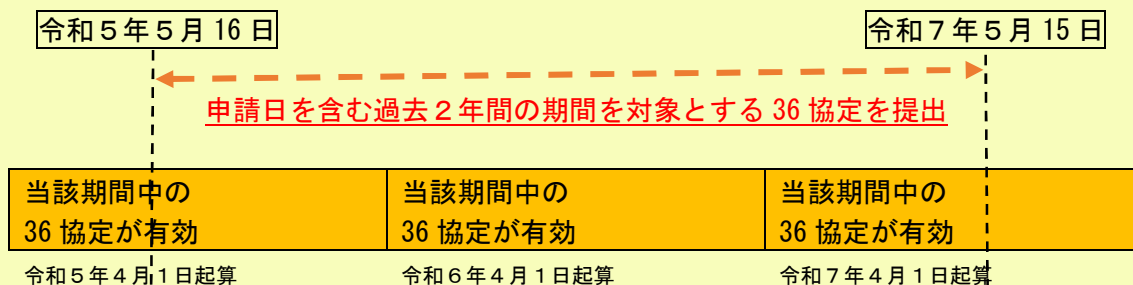 令和５年５月 16 日
令和７年５月 15 日
申請日を含む過去２年間の期間を対象とする 36 協定を提出
当該期間中の
36 協定が有効
当該期間中の
36 協定が有効
当該期間中の
36 協定が有効
令和５年４月１日起算
令和６年４月１日起算
令和７年４月１日起算